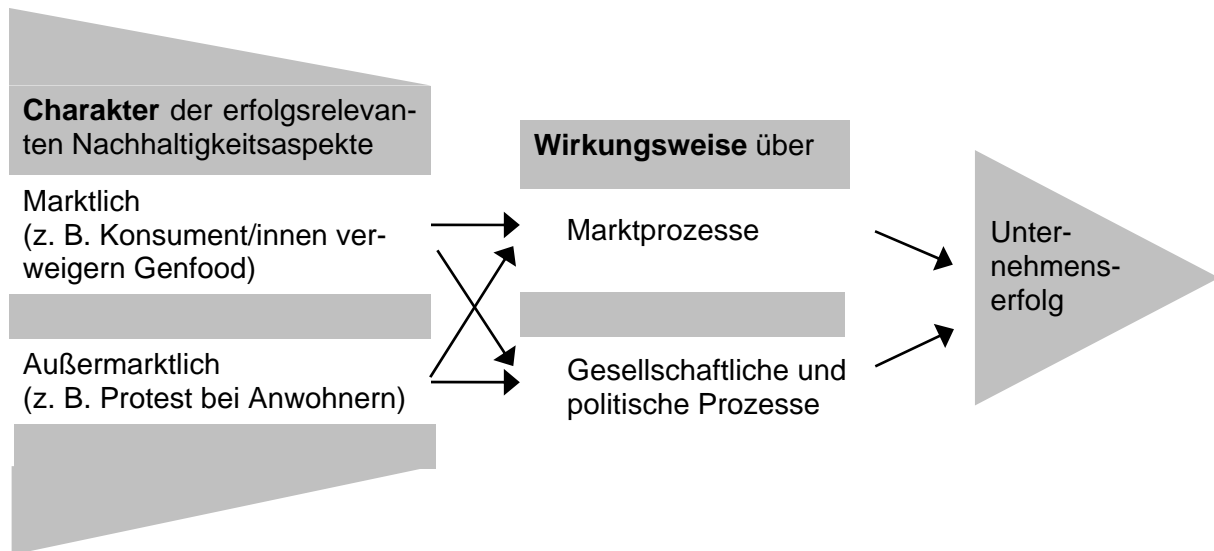 Charakter der erfolgsrelevan-
ten Nachhaltigkeitsaspekte
Marktlich
(z. B. Konsument/innen ver-
weigern Genfood)
Außermarktlich
(z. B. Protest bei Anwohnern)
Wirkungsweise über
Marktprozesse
Gesellschaftliche und
politische Prozesse
Unter-
nehmens-
erfolg